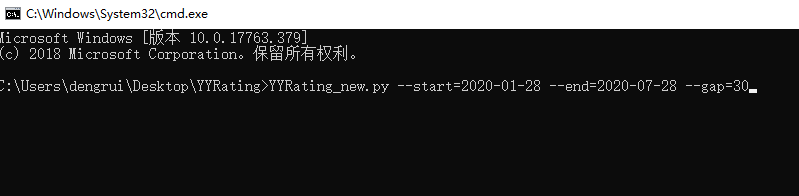 C:\Windows\System32\cmd.exe
Microsoft Windows [版本 10.0.17763.379]
(c) 2018 Microsoft Corporation。保留所有权利。
C:\Users\dengrui\Desktop\YYRating>YYRating_new.py --start=2020-01-28 --end=2020-07-28 --gap=30